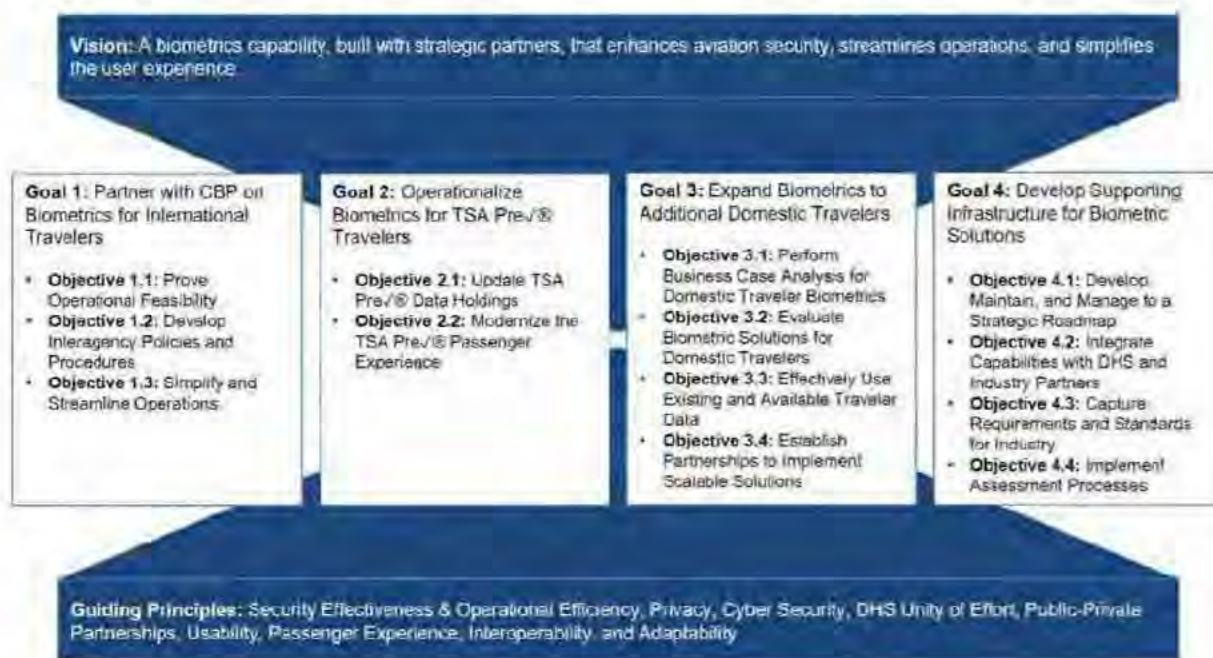 Vision: A biometrics capability, built with strategic partners, that enhances aviation security, streamlines operations, and simplifies
the user experience
Goal 1: Partner with CBP on
Biometrics for International
Travelers
• Objective 1.1: Prove
Operational Feasibility
• Objective 1.2: Develop
Interagency Policies and
Procedures
• Objective 1.3: Simplify and
Streamline Operations
Goal 2: Operationalize
Biometrics for TSA Pre✓®
Travelers
• Objective 2.1: Update TSA
Pre✓® Data Holdings
• Objective 2.2: Modernize the
TSA Pre✓® Passenger
Experience
Goal 3: Expand Biometrics to
Additional Domestic Travelers
• Objective 3.1: Perform
Business Case Analysis for
Domestic Traveler Biometrics
• Objective 3.2: Evaluate
Biometric Solutions for
Domestic Travelers
• Objective 3.3: Effectively Use
Existing and Available Traveler
Data
• Objective 3.4: Establish
Partnerships to Implement
Scalable Solutions
Goal 4: Develop Supporting
Infrastructure for Biometric
Solutions
• Objective 4.1: Develop,
Maintain, and Manage to a
Strategic Roadmap
• Objective 4.2: Integrate
Capabilities with DHS and
Industry Partners
• Objective 4.3: Capture
Requirements and Standards
for Industry
• Objective 4.4: Implement
Assessment Processes
Guiding Principles: Security Effectiveness & Operational Efficiency, Privacy, Cyber Security, DHS Unity of Effort, Public-Private
Partnerships, Usability, Passenger Experience, Interoperability, and Adaptability